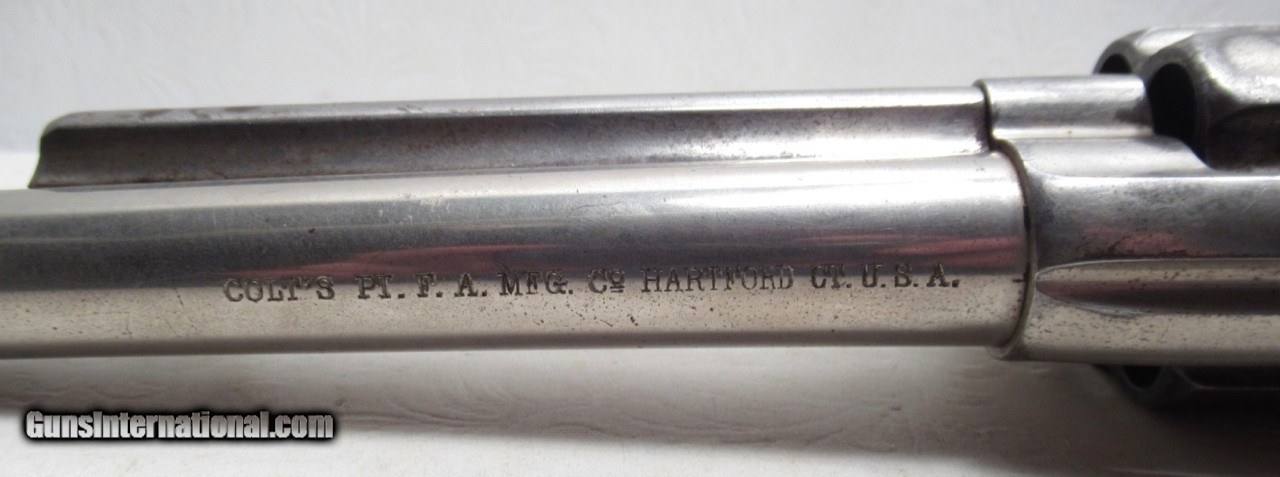 COLT'S PT. F. A. MFG. Cº HARTFORD CT. U.S.A.
GunsInternational.com